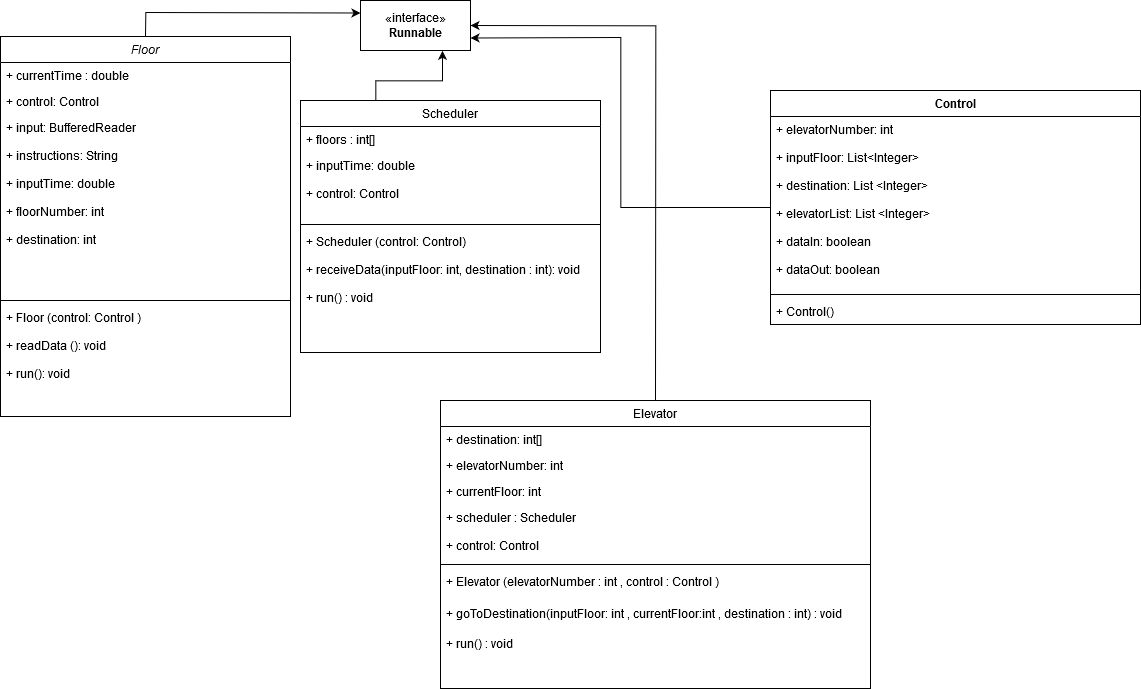 «interface»
Runnable
Floor
+ currentTime : double
+ control: Control
+ input: BufferedReader
+ instructions: String
+ inputTime: double
+ floorNumber: int
+ destination: int
+ Floor (control: Control )
+ readData (): void
+ run(): void
Scheduler
+ floors : int[]
+ inputTime: double
+ control: Control
+ Scheduler (control: Control)
+ receiveData(inputFloor: int, destination : int): void
+ run() : void
Control
+ elevatorNumber: int
+ inputFloor: List<Integer>
+ destination: List <Integer>
+ elevatorList: List <Integer>
+ dataIn: boolean
+ dataOut: boolean
+ Control()
Elevator
+ destination: int[]
+ elevatorNumber: int
+ currentFloor: int
+ scheduler : Scheduler
+ control: Control
+ Elevator (elevatorNumber : int , control : Control )
+ goToDestination(inputFloor: int , currentFloor:int , destination : int) : void
+ run() : void